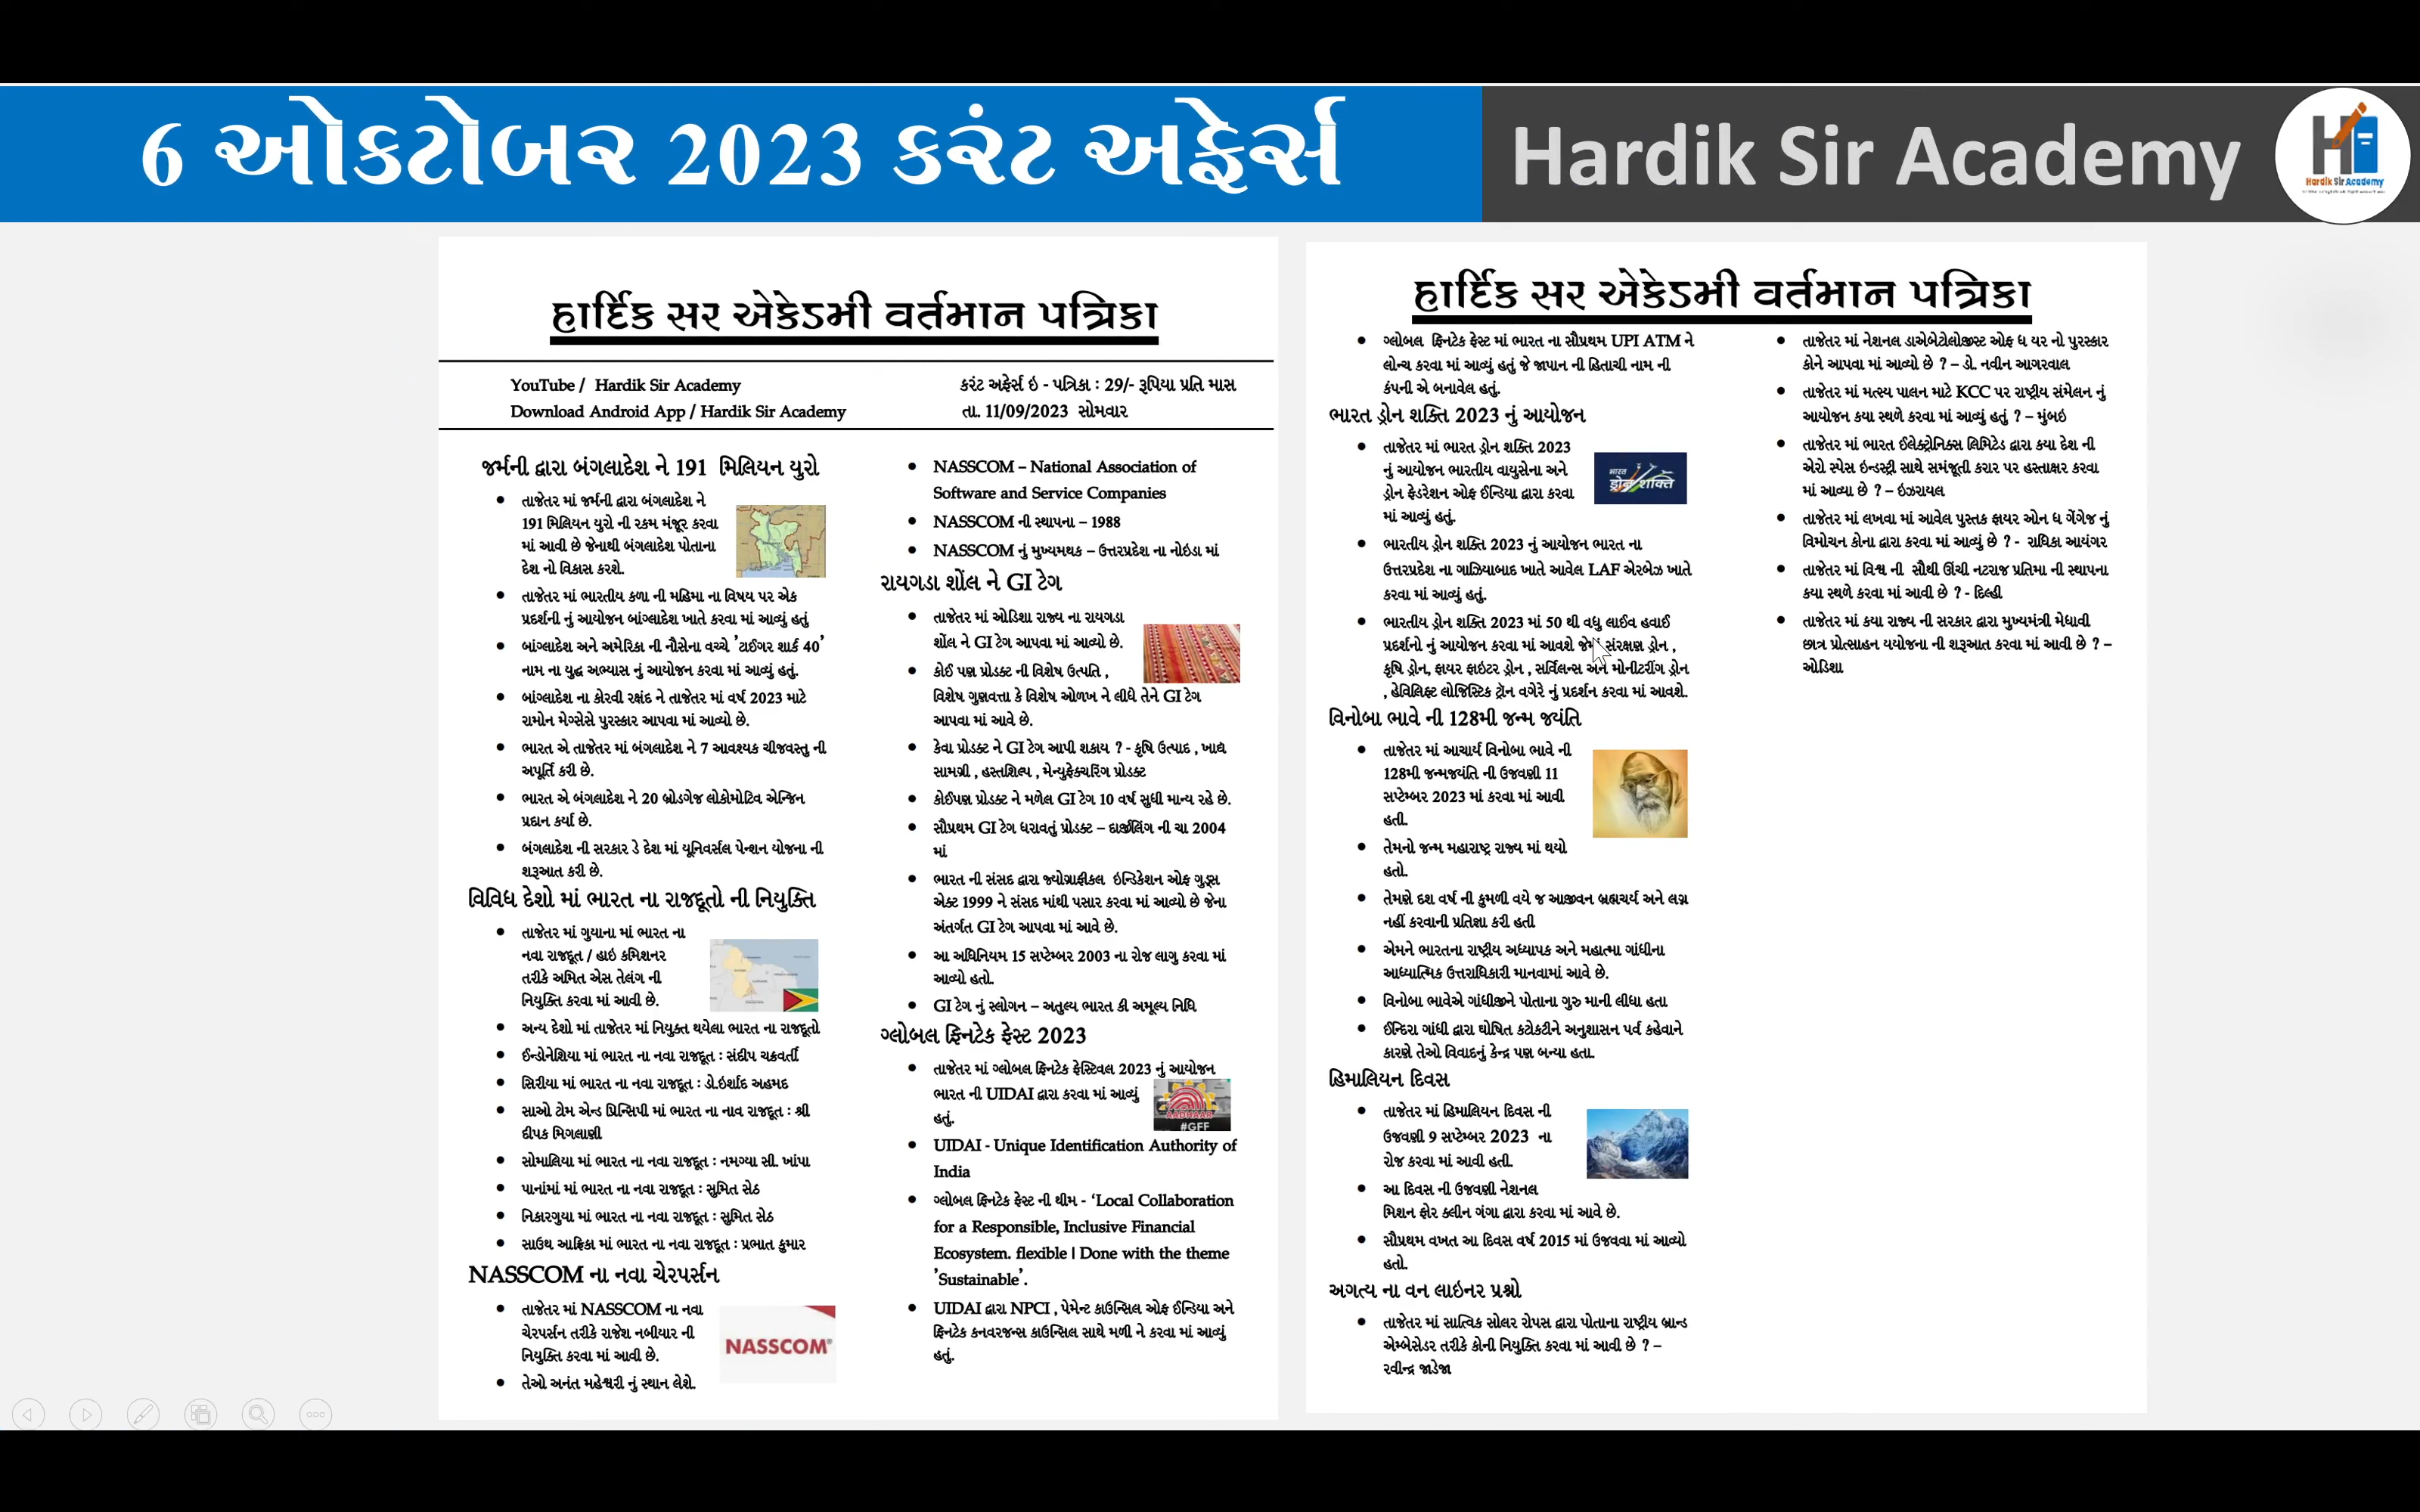 6 ઓક્ટોબર 2023 કરંટ અફેર્સ
Hardik Sir Academy
Hardik Sir Academy
હાર્દિક સર એકેડમી વર્તમાન પત્રિકા
YouTube / Hardik Sir Academy
કરંટ અફેર્સ ઇ - પત્રિકા : 29/- રૂપિયા પ્રતિ માસ
Download Android App / Hardik Sir Academy
તા. 11/09/2023 સોમવાર
જર્મની દ્વારા બંગલાદેશ ને 191 મિલિયન યુરો
• તાજેતર માં જર્મની દ્વારા બંગલાદેશ ને
191 મિલિયન યુરો ની રકમ મંજૂર કરવા
માં આવી છે જેનાથી બંગલાદેશ પોતાના
દેશ નો વિકાસ કરશે.
• તાજેતર માં ભારતીય કળા ની મહિમા ના વિષય પર એક
પ્રદર્શની નું આયોજન બાંગ્લાદેશ ખાતે કરવા માં આવ્યું હતું
• બાંગ્લાદેશ અને અમેરિકા ની નૌસેના વચ્ચે 'ટાઈગર શાર્ક 40'
નામ ના યુદ્ધ અભ્યાસ નું આયોજન કરવા માં આવ્યું હતું.
• બાંગ્લાદેશ ના કોરવી રક્ષંદ ને તાજેતર માં વર્ષ 2023 માટે
રામોન મેગ્સેસે પુરસ્કાર આપવા માં આવ્યો છે.
• ભારત એ તાજેતર માં બંગલાદેશ ને 7 આવશ્યક ચીજવસ્તુ ની
અપૂર્તિ કરી છે.
• ભારત એ બંગલાદેશ ને 20 બ્રોડગેજ લોકોમોટિવ એન્જિન
પ્રદાન કર્યા છે.
• બંગલાદેશ ની સરકાર ડે દેશ માં યૂનિવર્સલ પેન્શન યોજના ની
શરૂઆત કરી છે.
વિવિધ દેશો માં ભારત ના રાજદૂતો ની નિયુક્તિ
• તાજેતર માં ગુયાના માં ભારત ના
નવા રાજદૂત / હાઇ કમિશનર
તરીકે અમિત એસ તેલંગ ની
નિયુક્તિ કરવા માં આવી છે.
• અન્ય દેશો માં તાજેતર માં નિયુક્ત થયેલા ભારત ના રાજદૂતો
• ઈન્ડોનેશિયા માં ભારત ના નવા રાજદૂત : સંદીપ ચક્રવર્તી
• સિરીયા માં ભારત ના નવા રાજદૂત : ડો.ઇર્શાદ અહમદ
• સાઓ ટોમ એન્ડ પ્રિન્સિપી માં ભારત ના નાવ રાજદૂત : શ્રી
દીપક મિગલાણી
• સોમાલિયા માં ભારત ના નવા રાજદૂત : નમગ્યા સી. ખાંપા
• પાનાંમાં માં ભારત ના નવા રાજદૂત : સુમિત સેઠ
• નિકારગુયા માં ભારત ના નવા રાજદૂત : સુમિત સેઠ
• સાઉથ આફ્રિકા માં ભારત ના નવા રાજદૂત : પ્રભાત કુમાર
NASSCOM ના નવા ચેરપર્સન
• તાજેતર માં NASSCOM ના નવા
ચેરપર્સન તરીકે રાજેશ નબીયાર ની
નિયુક્તિ કરવા માં આવી છે.
• તેઓ અનંત મહેશ્વરી નું સ્થાન લેશે.
NASSCOM
• NASSCOM – National Association of
Software and Service Companies
• NASSCOM ની સ્થાપના – 1988
• NASSCOM નું મુખ્યમથક – ઉત્તરપ્રદેશ ના નોઇડા માં
રાયગડા શૉલ ને GI ટેગ
• તાજેતર માં ઓડિશા રાજ્ય ના રાયગડા
શૉલ ને GI ટેગ આપવા માં આવ્યો છે.
• કોઈ પણ પ્રોડક્ટ ની વિશેષ ઉત્પતિ ,
વિશેષ ગુણવત્તા કે વિશેષ ઓળખ ને લીધે તેને GI ટેગ
આપવા માં આવે છે.
• કેવા પ્રોડક્ટ ને GI ટેગ આપી શકાય ? - કૃષિ ઉત્પાદ , ખાદ્ય
સામગ્રી , હસ્તશિલ્પ , મેન્યુફેક્ચરિંગ પ્રોડક્ટ
• કોઈપણ પ્રોડક્ટ ને મળેલ GI ટેગ 10 વર્ષ સુધી માન્ય રહે છે.
• સૌપ્રથમ GI ટેગ ધરાવતું પ્રોડક્ટ – દાર્જીલિંગ ની ચા 2004
માં
• ભારત ની સંસદ દ્વારા જ્યોગ્રાફીકલ ઇન્ડિકેશન ઓફ ગુડ્સ
એક્ટ 1999 ને સંસદ માંથી પસાર કરવા માં આવ્યો છે જેના
અંતર્ગત GI ટેગ આપવા માં આવે છે.
• આ અધિનિયમ 15 સપ્ટેમ્બર 2003 ના રોજ લાગુ કરવા માં
આવ્યો હતો.
• GI ટેગ નું સ્લોગન – અતુલ્ય ભારત કી અમૂલ્ય નિધિ
ગ્લોબલ ફિનટેક ફેસ્ટ 2023
• તાજેતર માં ગ્લોબલ ફિનટેક ફેસ્ટિવલ 2023 નું આયોજન
ભારત ની UIDAI દ્વારા કરવા માં આવ્યું
હતું.
AADHAAR
#GFF
• UIDAI - Unique Identification Authority of
India
• ગ્લોબલ ફિનટેક ફેસ્ટ ની થીમ - ‘Local Collaboration
for a Responsible, Inclusive Financial
Ecosystem. flexible | Done with the theme
'Sustainable'.
• UIDAI દ્વારા NPCI , પેમેન્ટ કાઉન્સિલ ઓફ ઈન્ડિયા અને
ફિનટેક કનવરજન્સ કાઉન્સિલ સાથે મળી ને કરવા માં આવ્યું
હતું.
હાર્દિક સર એકેડમી વર્તમાન પત્રિકા
• ગ્લોબલ ફિનટેક ફેસ્ટ માં ભારત ના સૌપ્રથમ UPI ATM ને
લોન્ચ કરવા માં આવ્યું હતું જે જાપાન ની હિતાચી નામ ની
કંપની એ બનાવેલ હતું.
ભારત ડ્રોન શક્તિ 2023 નું આયોજન
• તાજેતર માં ભારત ડ્રોન શક્તિ 2023
નું આયોજન ભારતીય વાયુસેના અને
ડ્રોન ફેડરેશન ઓફ ઈન્ડિયા દ્વારા કરવા
માં આવ્યું હતું.
भारत
ड्रोन शक्ति
• ભારતીય ડ્રોન શક્તિ 2023 નું આયોજન ભારત ના
ઉત્તરપ્રદેશ ના ગાઝિયાબાદ ખાતે આવેલ LAF એરબેઝ ખાતે
કરવા માં આવ્યું હતું.
• ભારતીય ડ્રોન શક્તિ 2023 માં 50 થી વધુ લાઈવ હવાઈ
પ્રદર્શનો નું આયોજન કરવા માં આવશે જેમાં સંરક્ષણ ડ્રોન ,
કૃષિ ડ્રોન, ફાયર ફાઇટર ડ્રોન , સર્વિલન્સ અને મોનીટરીંગ ડ્રોન
, હેવિલિફ્ટ લોજિસ્ટિક ટ્રૉન વગેરે નું પ્રદર્શન કરવા માં આવશે.
વિનોબા ભાવે ની 128મી જન્મ જયંતિ
• તાજેતર માં આચાર્ય વિનોબા ભાવે ની
128મી જન્મજયંતિ ની ઉજવણી 11
સપ્ટેમ્બર 2023 માં કરવા માં આવી
હતી.
• તેમનો જન્મ મહારાષ્ટ્ર રાજ્ય માં થયો
હતો.
• તેમણે દશ વર્ષ ની કુમળી વયે જ આજીવન બ્રહ્મચર્ય અને લગ્ન
નહીં કરવાની પ્રતિજ્ઞા કરી હતી
• એમને ભારતના રાષ્ટ્રીય અધ્યાપક અને મહાત્મા ગાંધીના
આધ્યાત્મિક ઉત્તરાધિકારી માનવામાં આવે છે.
• વિનોબા ભાવેએ ગાંધીજીને પોતાના ગુરુ માની લીધા હતા
• ઈન્દિરા ગાંધી દ્વારા ઘોષિત કટોકટીને અનુશાસન પર્વ કહેવાને
કારણે તેઓ વિવાદનું કેન્દ્ર પણ બન્યા હતા.
હિમાલિયન દિવસ
• તાજેતર માં હિમાલિયન દિવસ ની
ઉજવણી 9 સપ્ટેમ્બર 2023 ના
રોજ કરવા માં આવી હતી.
• આ દિવસ ની ઉજવણી નેશનલ
મિશન ફોર ક્લીન ગંગા દ્વારા કરવા માં આવે છે.
• સૌપ્રથમ વખત આ દિવસ વર્ષ 2015 માં ઉજવવા માં આવ્યો
હતો.
અગત્ય ના વન લાઇનર પ્રશ્નો
• તાજેતર માં સાત્વિક સોલર રોપસ દ્વારા પોતાના રાષ્ટ્રીય બ્રાન્ડ
એમ્બેસેડર તરીકે કોની નિયુક્તિ કરવા માં આવી છે ? –
રવીન્દ્ર જાડેજા
• તાજેતર માં નેશનલ ડાએબેટોલોજીસ્ટ ઓફ ધ યર નો પુરસ્કાર
કોને આપવા માં આવ્યો છે ? – ડો. નવીન આગરવાલ
• તાજેતર માં મત્સ્ય પાલન માટે KCC પર રાષ્ટ્રીય સંમેલન નું
આયોજન કયા સ્થળે કરવા માં આવ્યું હતું ? – મુંબઇ
• તાજેતર માં ભારત ઈલેક્ટ્રોનિક્સ લિમિટેડ દ્વારા કયા દેશ ની
એરો સ્પેસ ઇન્ડસ્ટ્રી સાથે સમંજૂતી કરાર પર હસ્તાક્ષર કરવા
માં આવ્યા છે ? – ઇઝરાયલ
• તાજેતર માં લખવા માં આવેલ પુસ્તક ફાયર ઓન ધ ગેંગેજ નું
વિમોચન કોના દ્વારા કરવા માં આવ્યું છે ? - રાધિકા આયંગર
• તાજેતર માં વિશ્વ ની સૌથી ઊંચી નટરાજ પ્રતિમા ની સ્થાપના
કયા સ્થળે કરવા માં આવી છે ? - દિલ્હી
• તાજેતર માં કયા રાજ્ય ની સરકાર દ્વારા મુખ્યમંત્રી મેધાવી
છાત્ર પ્રોત્સાહન યયોજના ની શરૂઆત કરવા માં આવી છે ? –
ઓડિશા